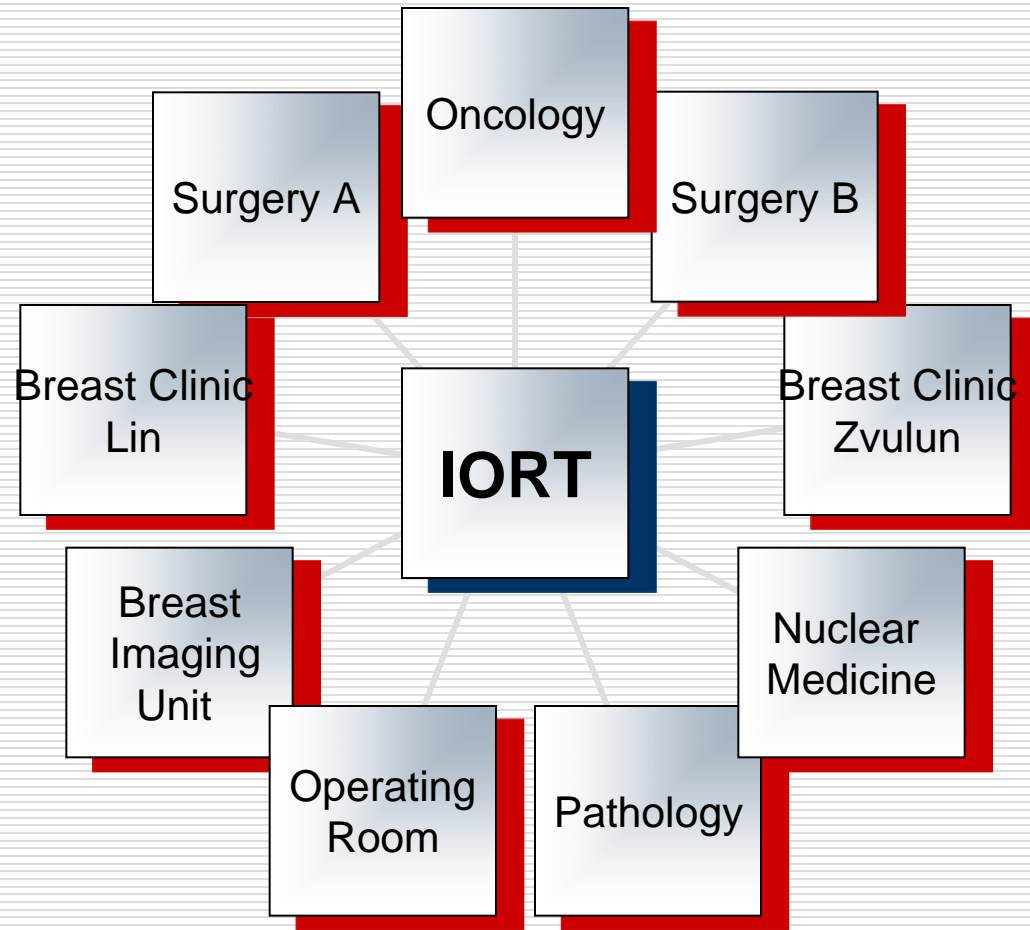 Oncology
Surgery A
Surgery B
Breast Clinic
Lin
Breast Clinic
Zvulun
IORT
Breast
Imaging
Unit
Nuclear
Medicine
Operating
Room
Pathology